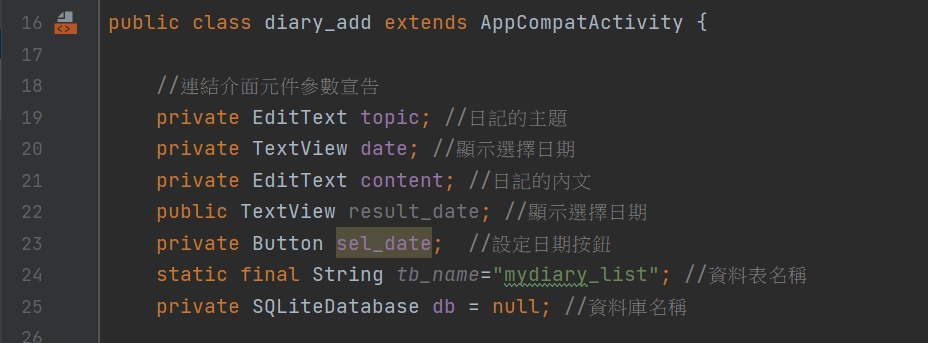 16 public class diary_add extends AppCompatActivity {
17
18 //連結介面元件參數宣告
19 private EditText topic; //日記的主題
20 private TextView date; //顯示選擇日期
21 private EditText content; //日記的內文
22 public TextView result_date; //顯示選擇日期
23 private Button sel_date;  //設定日期按鈕
24 static final String tb_name="mydiary_list"; //資料表名稱
25 private SQLiteDatabase db = null; //資料庫名稱
26